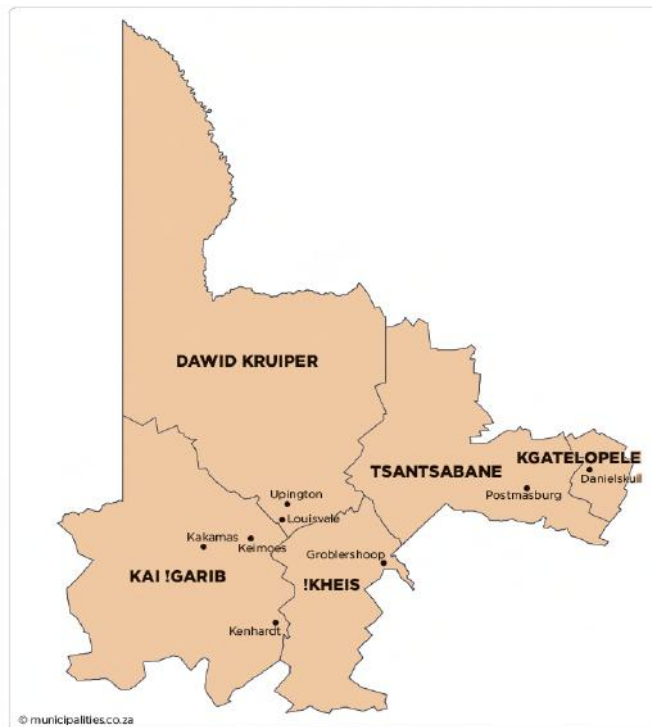 DAWID KRUIPER
KGATELOPELE
TSANTSABANE
Danielskuil
Postmasburg
Upington
Louisvale
Kakamas
Keimoes
Groblershoop
KAI !GARIB
!KHEIS
Kenhardt
© municipalities.co.za